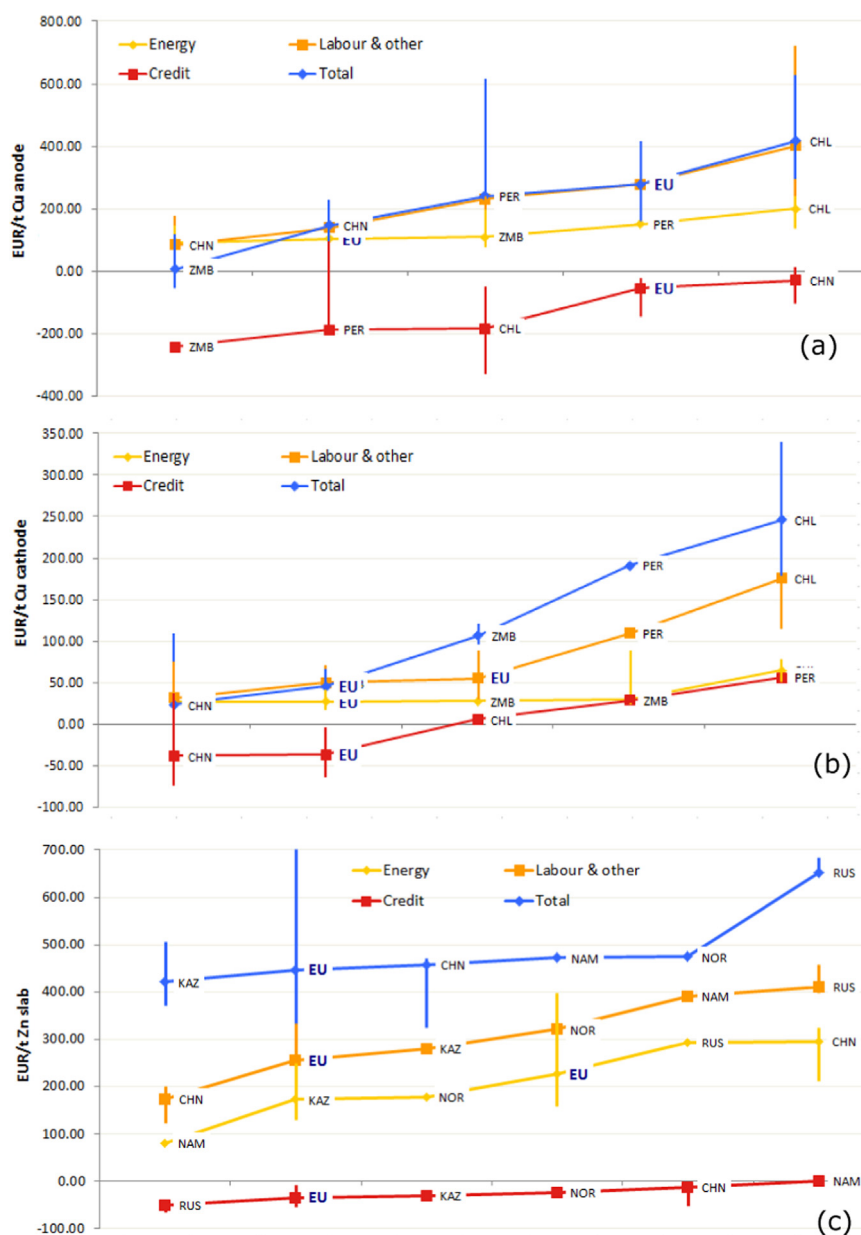 800.00
600.00
400.00
200.00
0.00
-200.00
-400.00
EUR/t Cu anode
Energy
Labour & other
Credit
Total
CHN
ZMB
CHN
EU
PER
ZMB
EU
PER
CHL
CHL
ZMB
PER
CHL
EU
CHN
(a)
350.00
300.00
250.00
200.00
150.00
100.00
50.00
0.00
-50.00
-100.00
EUR/t Cu cathode
Energy
Labour & other
Credit
Total
CHN
EU
EU
ZMB
EU
ZMB
PER
PER
ZMB
CHL
CHL
PER
CHN
EU
CHL
(b)
700.00
600.00
500.00
400.00
300.00
200.00
100.00
0.00
-100.00
EUR/t Zn slab
Energy
Labour & other
Credit
Total
KAZ
EU
CHN
NAM
NOR
RUS
CHN
EU
KAZ
NOR
NAM
RUS
NAM
KAZ
NOR
EU
RUS
CHN
RUS
EU
KAZ
NOR
CHN
NAM
(c)